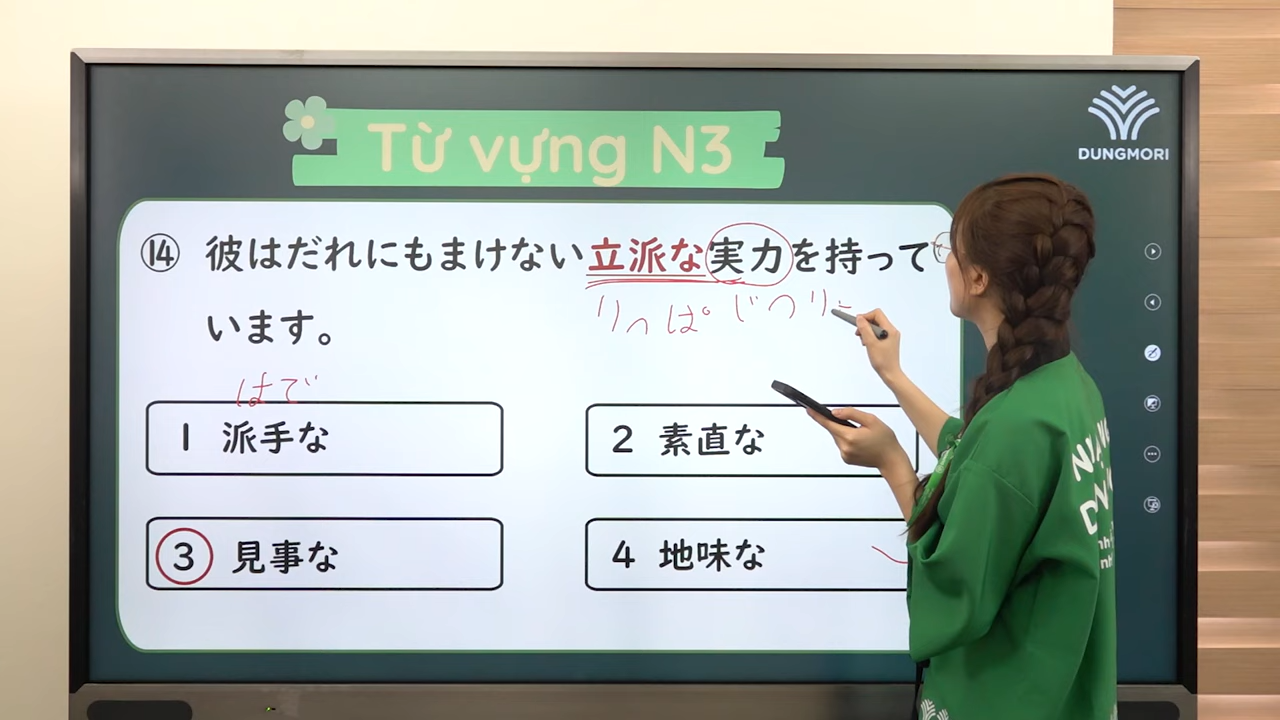 Từ vựng N3
DUNGMORI
⑭ 彼はだれにもまけない立派な実力を持って
います。
りっぱ じつり
はで
1 派手な
2 素直な
3 見事な
4 地味な